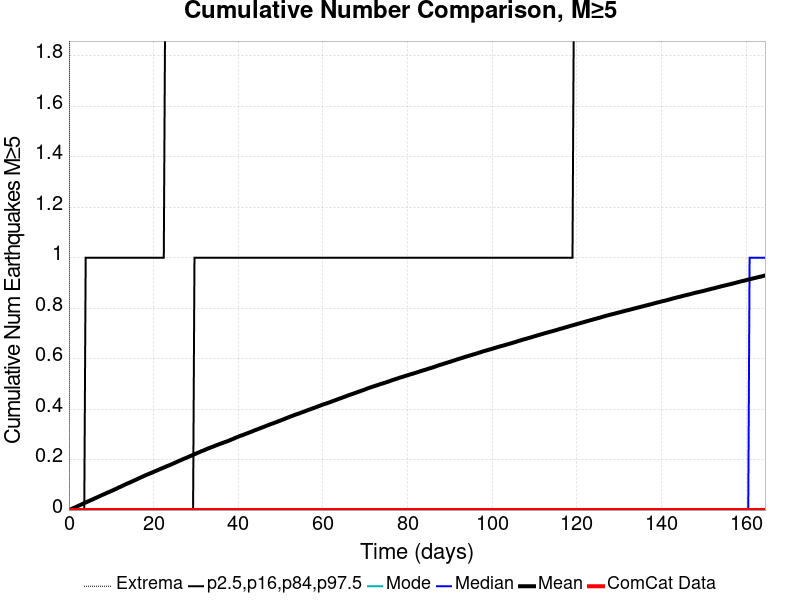 Cumulative Number Comparison, M≥5
Cumulative Num Earthquakes M≥5
1.8
1.6
1.4
1.2
1
0.8
0.6
0.4
0.2
0
0 20 40 60 80 100 120 140 160
Time (days)
Extrema p2.5,p16,p84,p97.5 Mode Median Mean ComCat Data